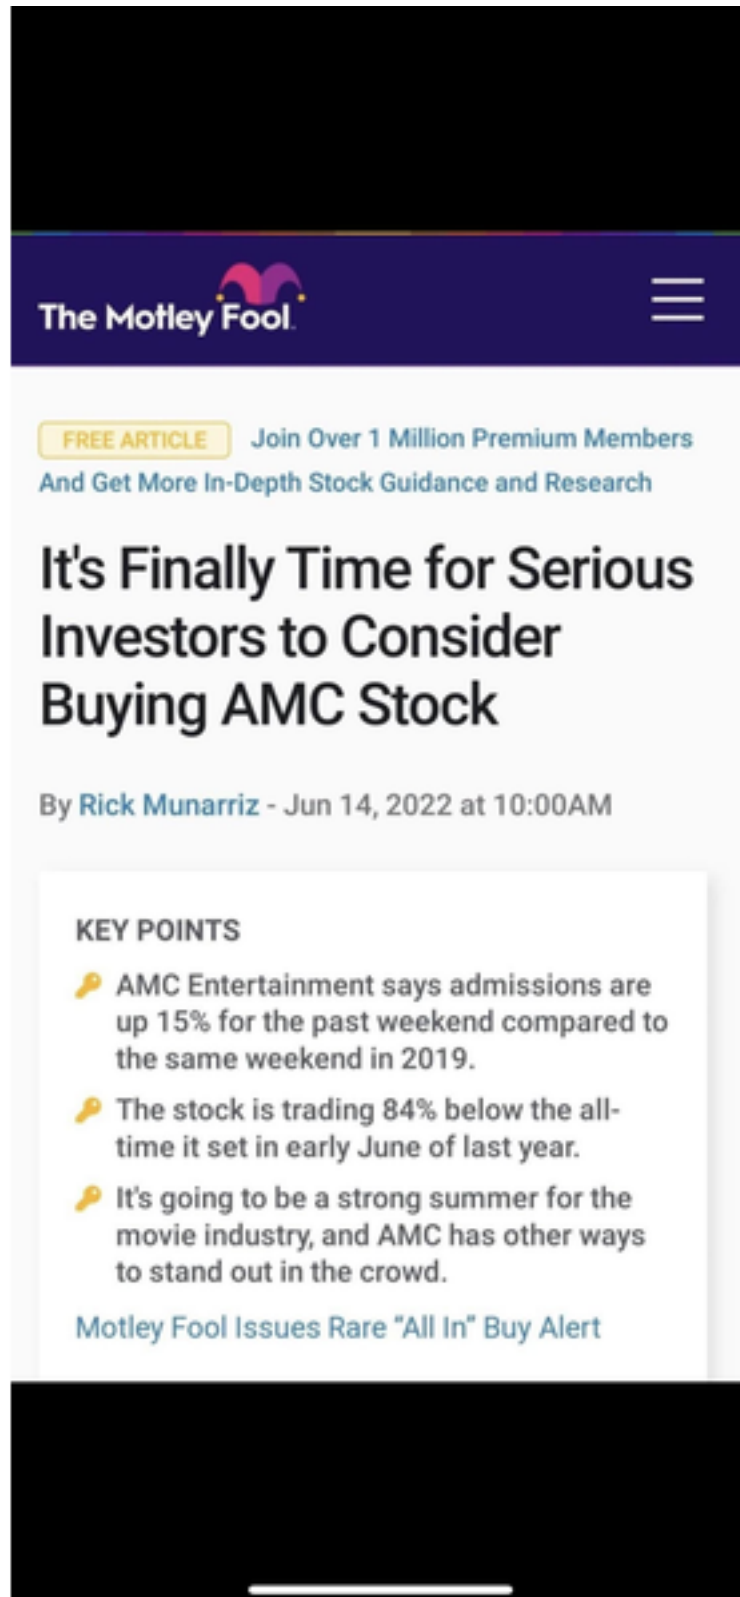 The Motley Fool.
FREE ARTICLE Join Over 1 Million Premium Members
And Get More In-Depth Stock Guidance and Research
It's Finally Time for Serious
Investors to Consider
Buying AMC Stock
By Rick Munarriz - Jun 14, 2022 at 10:00AM
KEY POINTS
AMC Entertainment says admissions are
up 15% for the past weekend compared to
the same weekend in 2019.
The stock is trading 84% below the all-
time it set in early June of last year.
It's going to be a strong summer for the
movie industry, and AMC has other ways
to stand out in the crowd.
Motley Fool Issues Rare “All In” Buy Alert